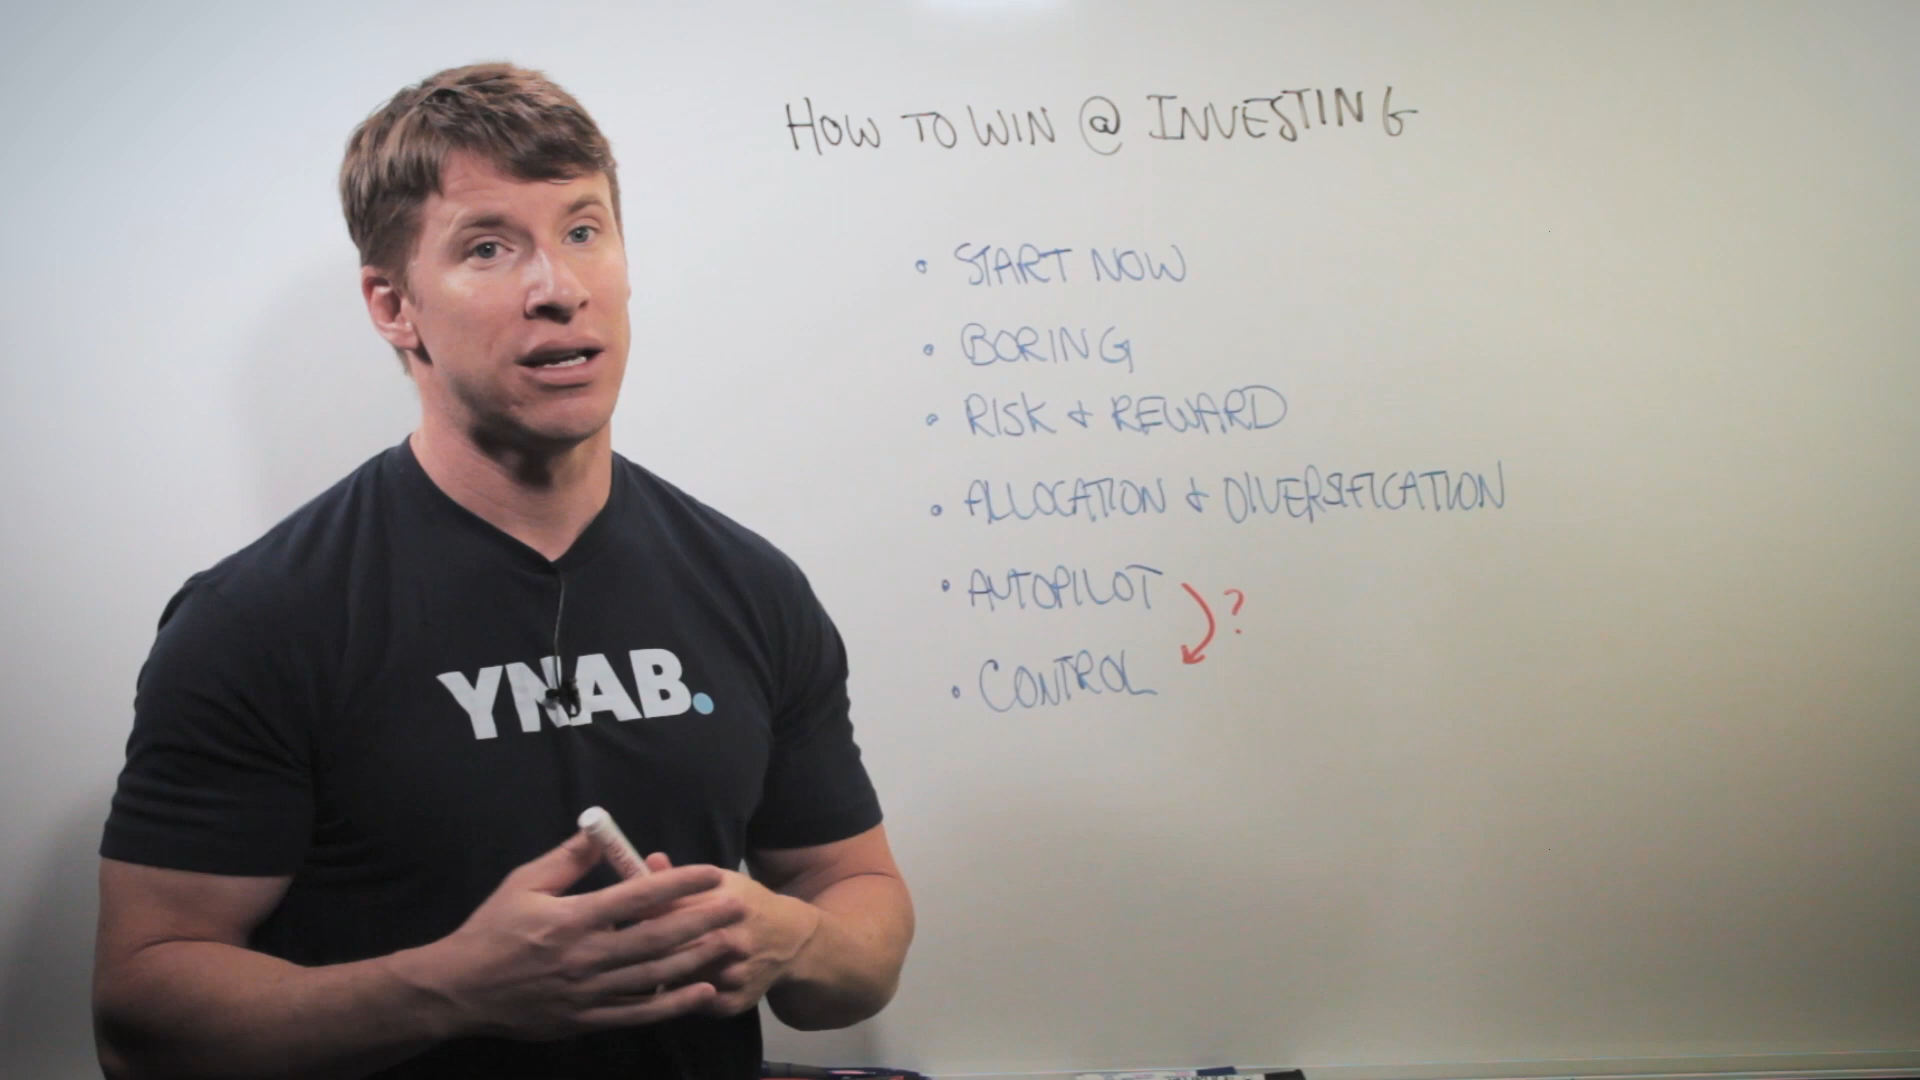 HOW TO WIN @ INVESTING
• START NOW
• BORING
• RISK & REWARD
• ALLOCATION & DIVERSIFICATION
• AUTOPILOT
?
• CONTROL
YNAB.